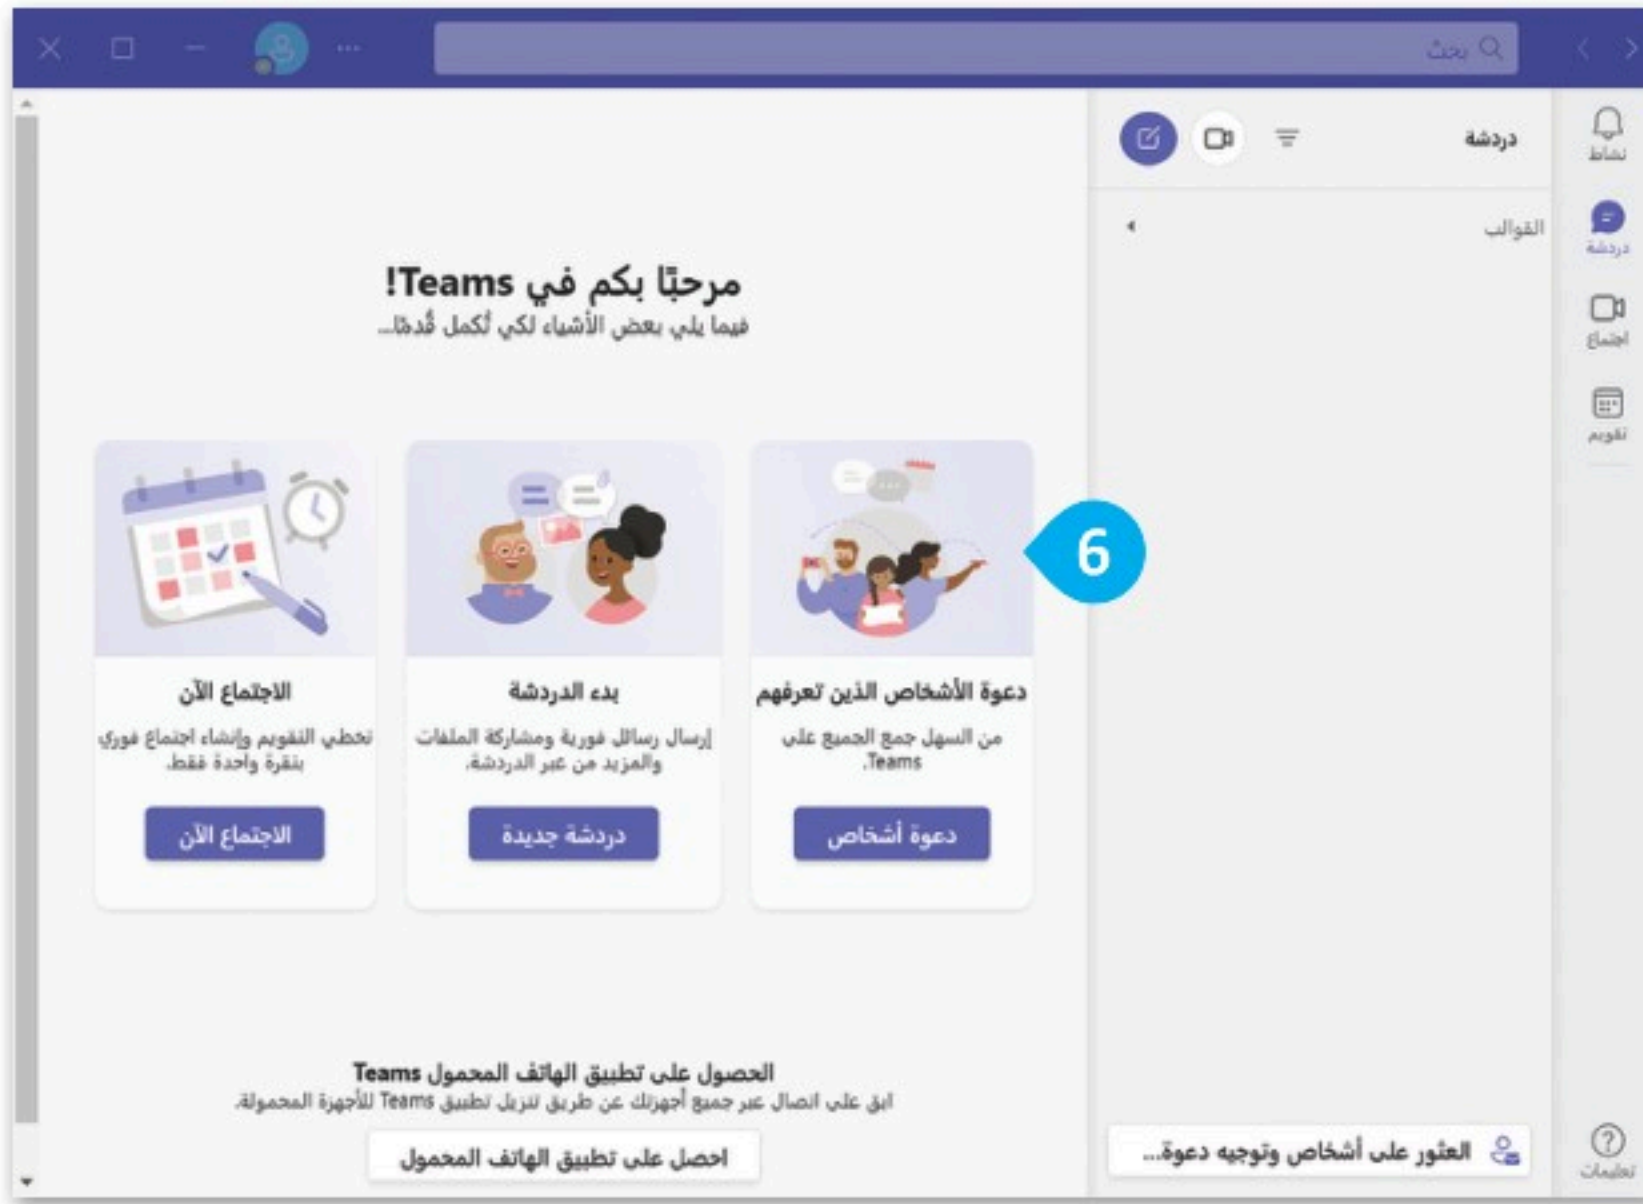 بحث
نشاط
دردشة
اجتماع
تقويم
تعليمات
دردشة
القوالب
العثور على أشخاص وتوجيه دعوة...
مرحبًا بكم في Teams!
فيما يلي بعض الأشياء لكي تُكمل قُدمًا...
6
دعوة الأشخاص الذين تعرفهم
من السهل جمع الجميع على
Teams.
دعوة أشخاص
بدء الدردشة
إرسال رسائل فورية ومشاركة الملفات
والمزيد من عبر الدردشة.
دردشة جديدة
الاجتماع الآن
تخطي التقويم وإنشاء اجتماع فوري
بنقرة واحدة فقط.
الاجتماع الآن
الحصول على تطبيق الهاتف المحمول Teams
ابق على اتصال عبر جميع أجهزتك عن طريق تنزيل تطبيق Teams للأجهزة المحمولة.
احصل على تطبيق الهاتف المحمول